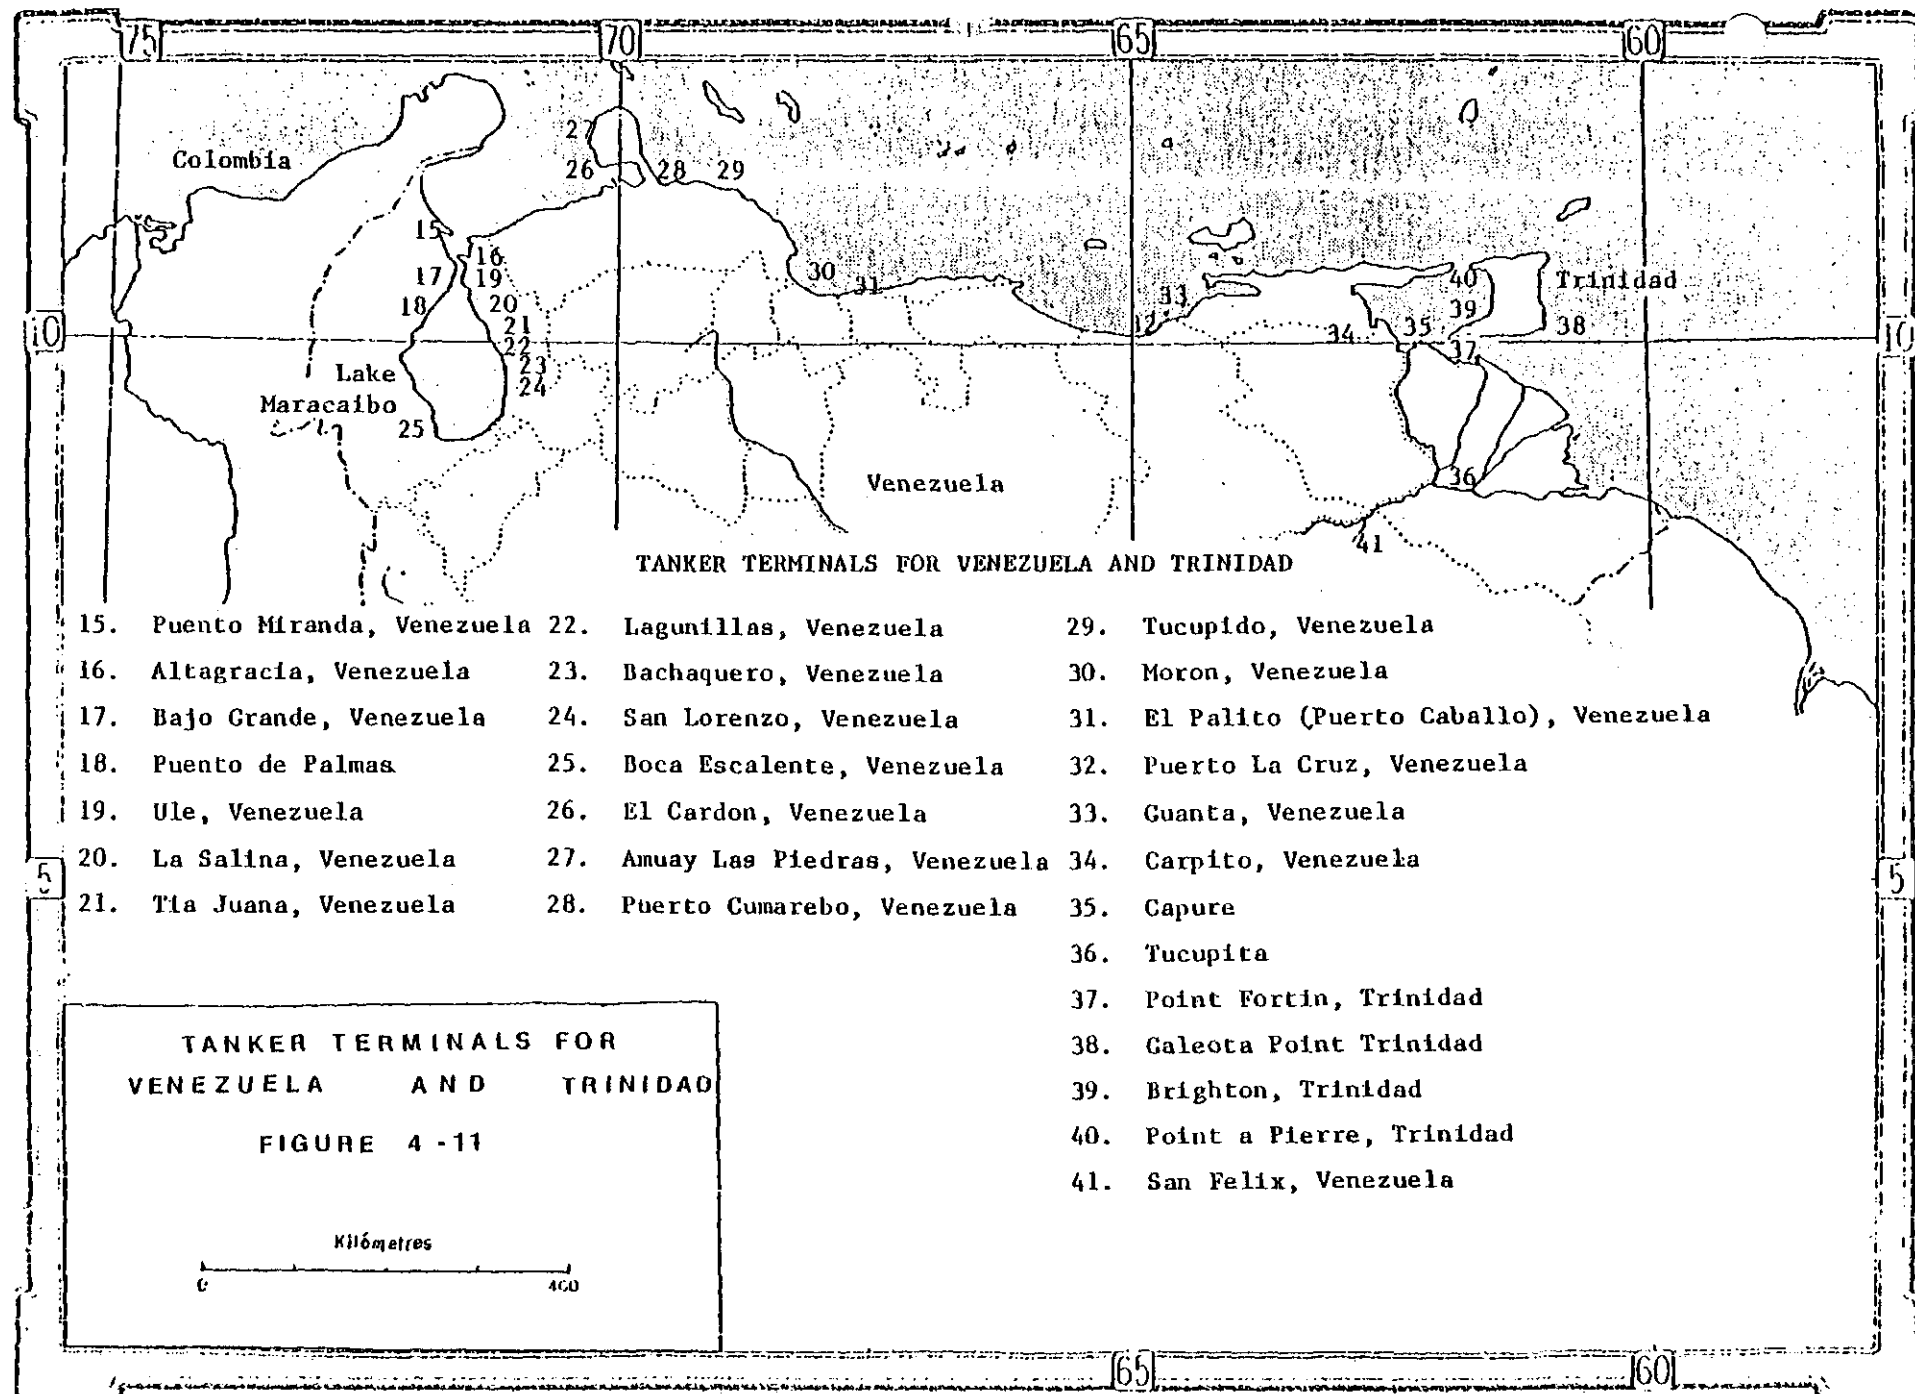 75
70
65
60
Colombia
27
26
28
29
15
16
17
19
18
20
21
22
23
24
25
Lake
Maracaibo
30
31
33
34
35
40
39
38
37
36
41
Trinidad
10
10
Venezuela
TANKER TERMINALS FOR VENEZUELA AND TRINIDAD
15. Puento Miranda, Venezuela
16. Altagracia, Venezuela
17. Bajo Grande, Venezuela
18. Puento de Palmas
19. Ule, Venezuela
20. La Salina, Venezuela
21. Tia Juana, Venezuela
22. Lagunillas, Venezuela
23. Bachaquero, Venezuela
24. San Lorenzo, Venezuela
25. Boca Escalente, Venezuela
26. El Cardon, Venezuela
27. Amuay Las Piedras, Venezuela
28. Puerto Cumarebo, Venezuela
29. Tucupido, Venezuela
30. Moron, Venezuela
31. El Palito (Puerto Caballo), Venezuela
32. Puerto La Cruz, Venezuela
33. Guanta, Venezuela
34. Carpito, Venezuela
35. Capure
36. Tucupita
37. Point Fortin, Trinidad
38. Galeota Point Trinidad
39. Brighton, Trinidad
40. Point a Pierre, Trinidad
41. San Felix, Venezuela
5
5
TANKER TERMINALS FOR
VENEZUELA AND TRINIDAD
FIGURE 4-11
Kilómetres
0 400
65
60